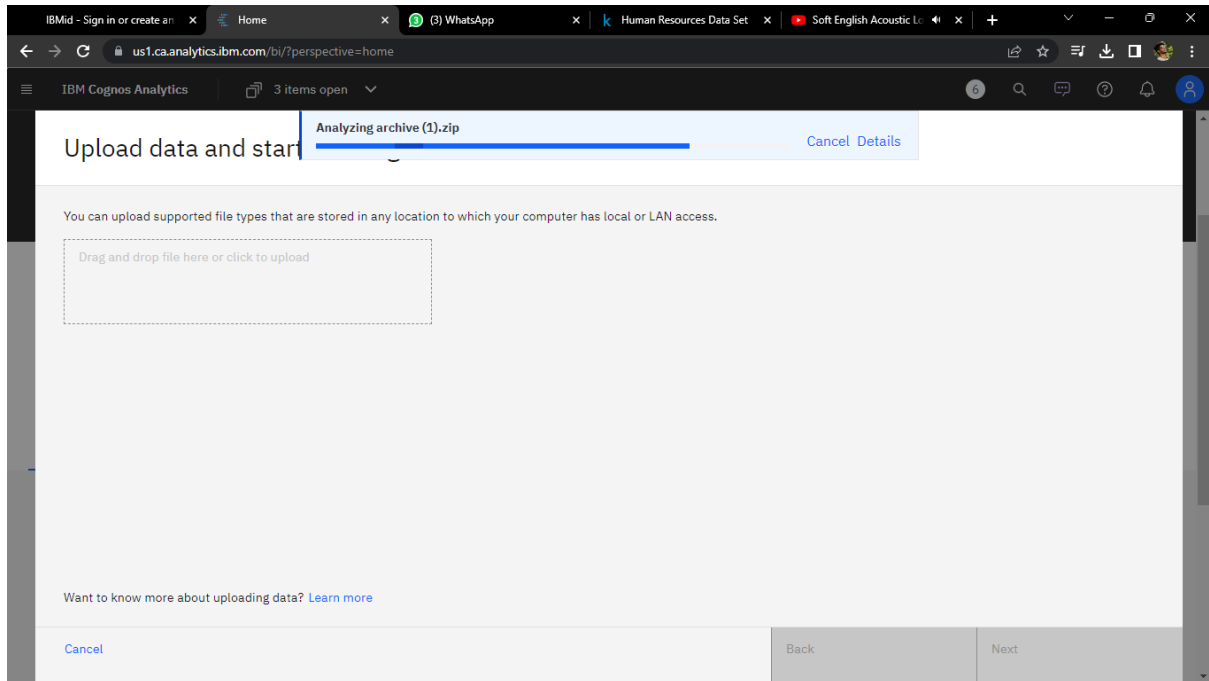 IBMid - Sign in or create an
Home
(3) WhatsApp
Human Resources Data Set
Soft English Acoustic Lo
us1.ca.analytics.ibm.com/bi/?perspective=home
IBM Cognos Analytics
3 items open
6
Analyzing archive (1).zip
Cancel Details
Upload data and start
You can upload supported file types that are stored in any location to which your computer has local or LAN access.
Drag and drop file here or click to upload
Want to know more about uploading data? Learn more
Cancel
Back
Next